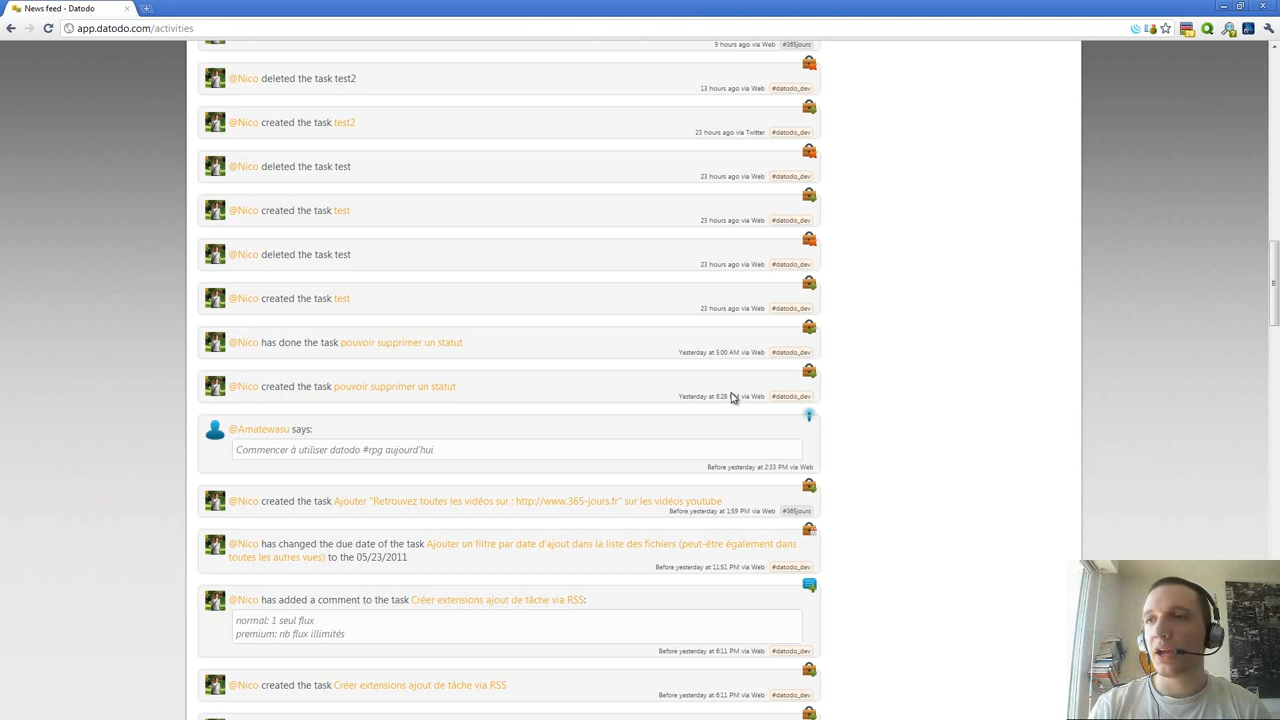 News feed - Datodo
app.datodo.com/activities
9 hours ago via Web #365jours
@Nico deleted the task test2
13 hours ago via Web #datodo_dev
@Nico created the task test2
23 hours ago via Twitter #datodo_dev
@Nico deleted the task test
23 hours ago via Web #datodo_dev
@Nico created the task test
23 hours ago via Web #datodo_dev
@Nico deleted the task test
23 hours ago via Web #datodo_dev
@Nico created the task test
23 hours ago via Web #datodo_dev
@Nico has done the task pouvoir supprimer un statut
Yesterday at 5:00 AM via Web #datodo_dev
@Nico created the task pouvoir supprimer un statut
Yesterday at 8:28 via Web #datodo_dev
@Amatewasu says:
Commencer à utiliser datodo #rpg aujourd'hui
Before yesterday at 2:33 PM via Web
@Nico created the task Ajouter "Retrouvez toutes les vidéos sur : http://www.365-jours.fr" sur les vidéos youtube
Before yesterday at 1:59 PM via Web #365jours
@Nico has changed the due date of the task Ajouter un filtre par date d'ajout dans la liste des fichiers (peut-être également dans
toutes les autres vues) to the 05/23/2011
Before yesterday at 11:51 PM via Web #datodo_dev
@Nico has added a comment to the task Créer extensions ajout de tâche via RSS:
normal: 1 seul flux
premium: nb flux illimités
Before yesterday at 6:11 PM via Web #datodo_dev
@Nico created the task Créer extensions ajout de tâche via RSS
Before yesterday at 6:11 PM via Web #datodo_dev